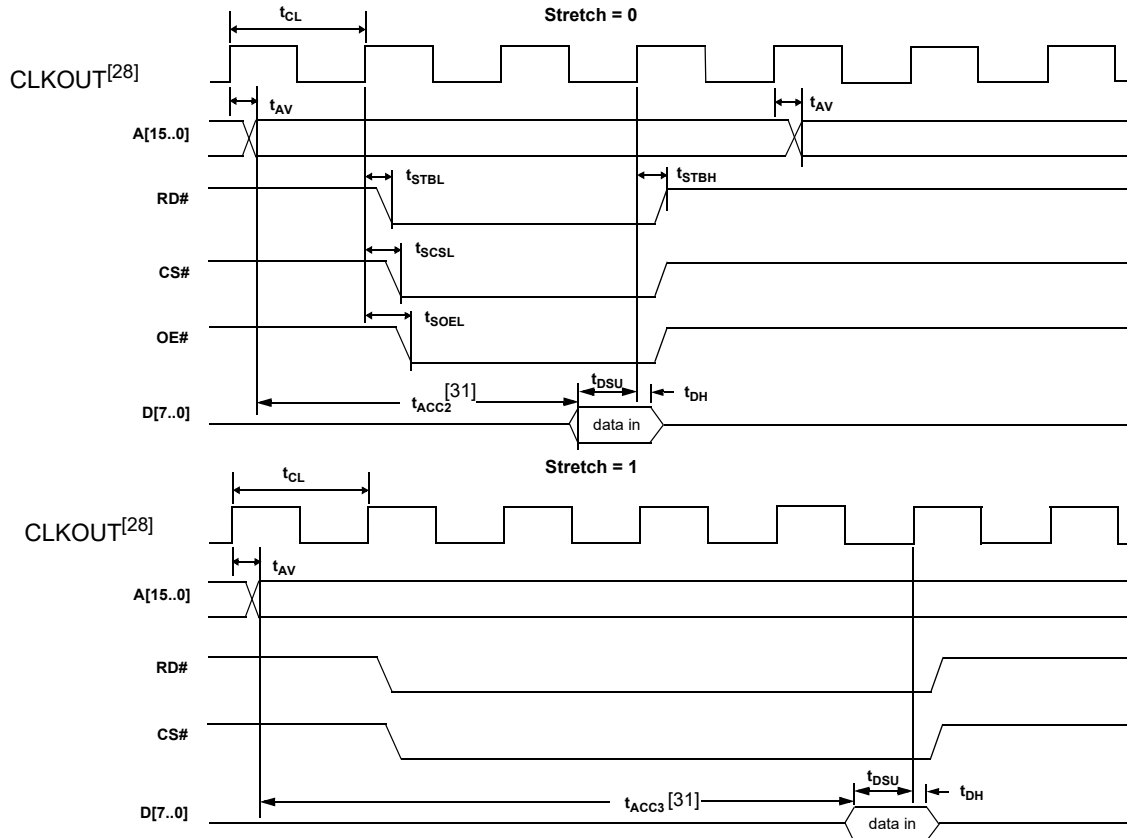 Stretch = 0
tCL
CLKOUT[28]
tAV
tAV
A[15..0]
tSTBL
tSTBH
RD#
tSCSL
CS#
tSOEL
OE#
tDSU
tACC2[31]
tDH
D[7..0]
data in
Stretch = 1
tCL
CLKOUT[28]
tAV
A[15..0]
RD#
CS#
tDSU
tACC3 [31]
tDH
D[7..0]
data in